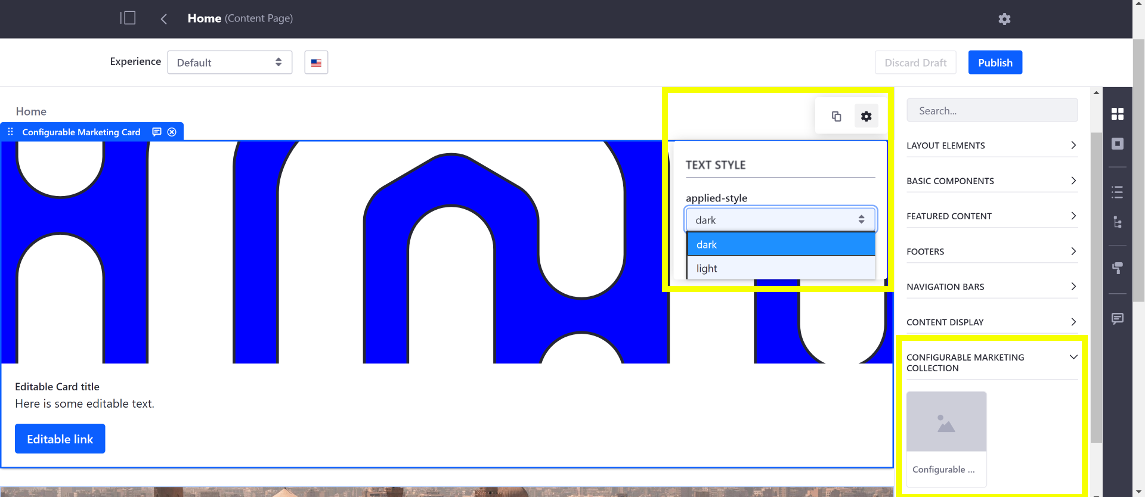 Home (Content Page)
Experience
Default
Discard Draft
Publish
Home
Configurable Marketing Card
TEXT STYLE
applied-style
dark
dark
light
Editable Card title
Here is some editable text.
Editable link
Search...
LAYOUT ELEMENTS
BASIC COMPONENTS
FEATURED CONTENT
FOOTERS
NAVIGATION BARS
CONTENT DISPLAY
CONFIGURABLE MARKETING
COLLECTION
Configurable ...